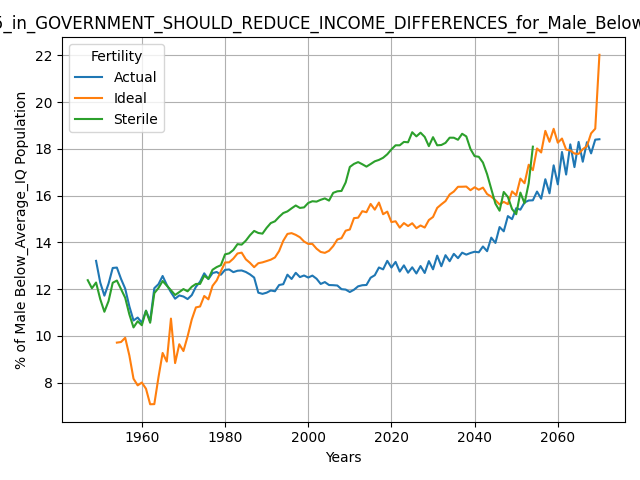 5_in_GOVERNMENT_SHOULD_REDUCE_INCOME_DIFFERENCES_for_Male_Below
Fertility
Actual
Ideal
Sterile
% of Male Below_Average_IQ Population
22
20
18
16
14
12
10
8
1960 1980 2000 2020 2040 2060
Years